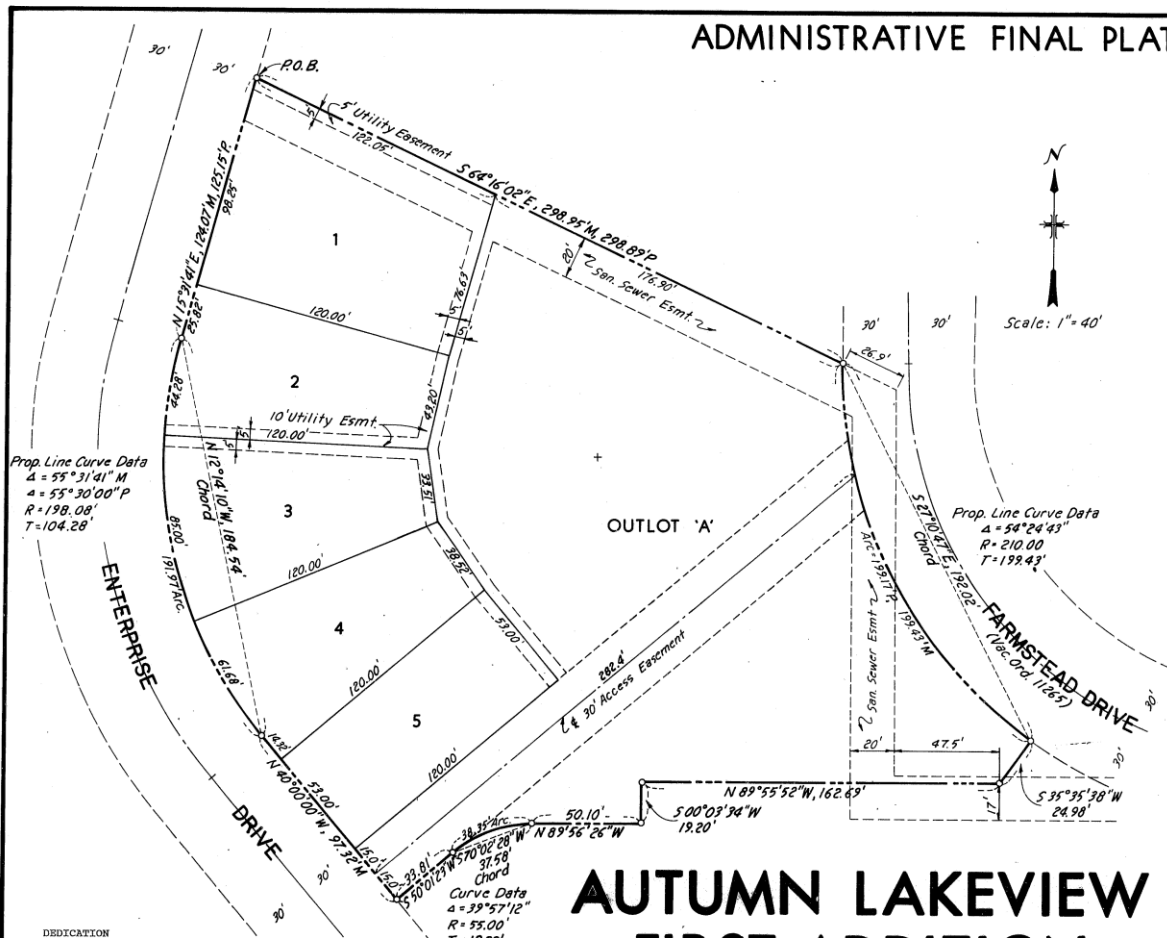 ADMINISTRATIVE FINAL PLAT
30'
30'
P.O.B.
5'
5' Utility Easement
122.05'
S 64°16'02"E, 298.95'M, 298.89'P
N 15°31'41"E, 124.07'M, 125.15'P.
98.25'
25.82'
1
20'
176.90'
San. Sewer Esmt.
N
Scale: 1"=40'
30'
30'
26.9'
76.63'
5'
5'
120.00'
2
44.28'
49.20'
10' Utility Esmt.
5'
5'
120.00'
Prop. Line Curve Data
Δ = 55°31'41" M
Δ = 55°30'00" P
R = 198.08'
T = 104.28'
N 12°14'10"W, 184.54'
Chord
33.51'
3
85.00'
191.97'Arc.
120.00'
38.52'
OUTLOT 'A'
S 27°10'47"E, 192.02'
Chord
Prop. Line Curve Data
Δ = 54°24'43"
R = 210.00
T = 199.43'
Arc = 199.17'P.
199.43'M
San. Sewer Esmt.
FARMSTEAD DRIVE
(Vac. Ord. 11265)
30'
30'
ENTERPRISE
DRIVE
4
61.68'
53.00'
120.00'
282.4'
℄ 30' Access Easement
5
14.32'
120.00'
N 40°00'00"W, 97.32'M
53.00'
15.0'
15.0'
20'
47.5'
N 89°55'52"W, 162.69'
17'
S 35°35'38"W
24.98'
S 00°03'34"W
19.20'
50.10'
N 89°56'26"W
38.35' Arc.
S 70°02'28"W
37.58'
Chord
33.81'
S 50°01'23"W
30'
30'
Curve Data
Δ = 39°57'12"
R = 55.00'
AUTUMN LAKEVIEW
FIRST ADDITION
DEDICATION